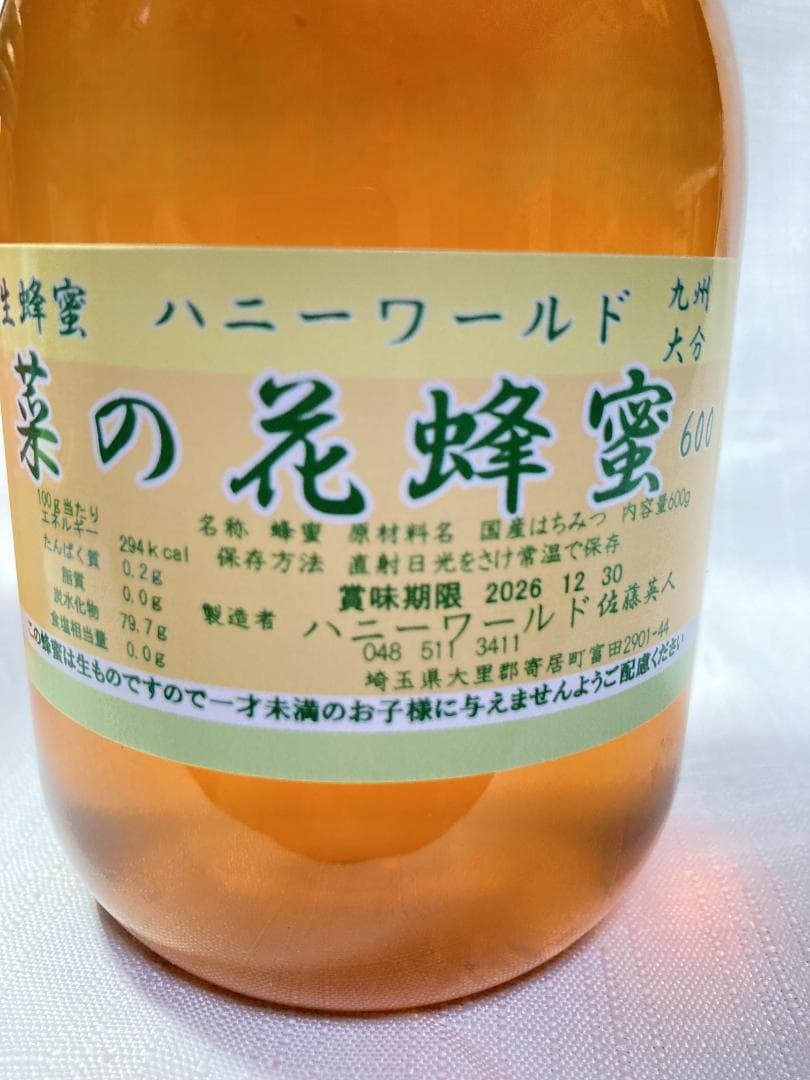 生蜂蜜 ハニーワールド 九州
大分
菜の花蜂蜜 600
100g当たり
エネルギー 294kcal
たんぱく質 0.2g
脂質 0.0g
炭水化物 79.7g
食塩相当量 0.0g
名称 蜂蜜 原材料名 国産はちみつ 内容量600g
保存方法 直射日光をさけ常温で保存
賞味期限 2026 12 30
製造者 ハニーワールド佐藤英人
048 511 3411
埼玉県大里郡寄居町富田2901-44
この蜂蜜は生ものですので一才未満のお子様に与えませんようご配慮ください